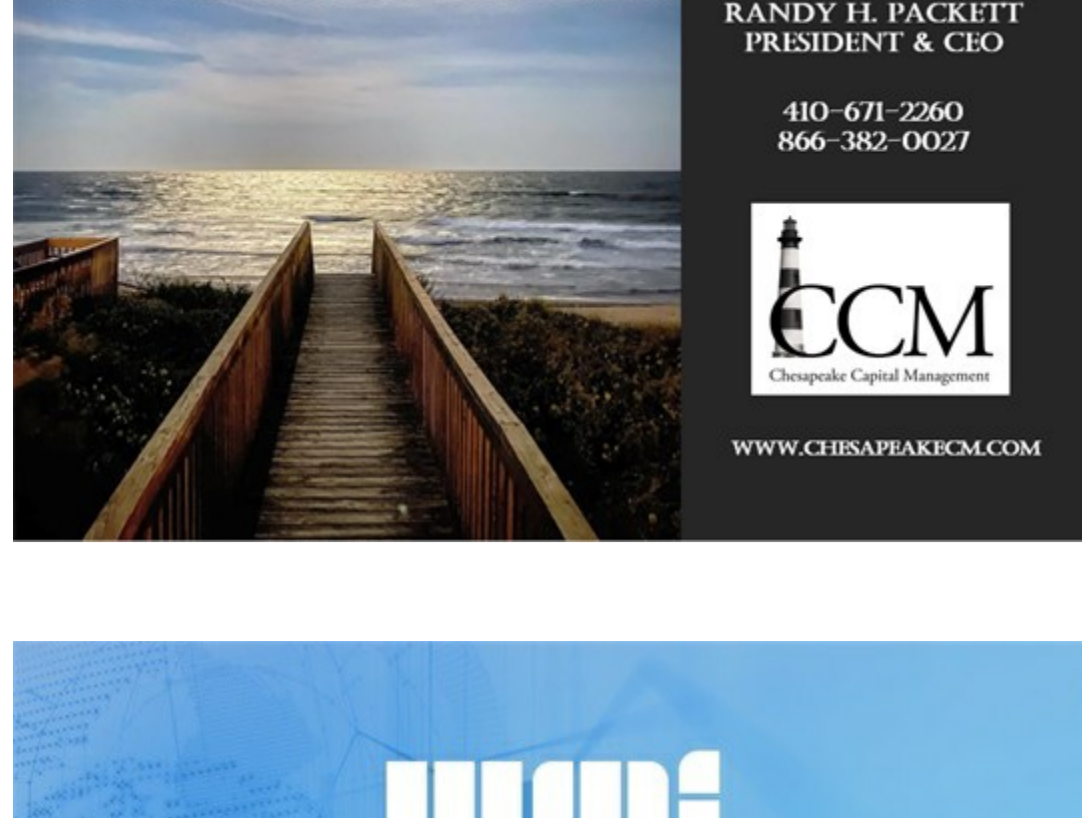 RANDY H. PACKETT
PRESIDENT & CEO
410-671-2260
866-382-0027
CCM
Chesapeake Capital Management
WWW.CHESAPEAKECM.COM